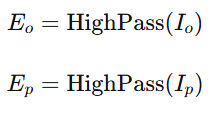 E_o = HighPass(I_o)
E_p = HighPass(I_p)